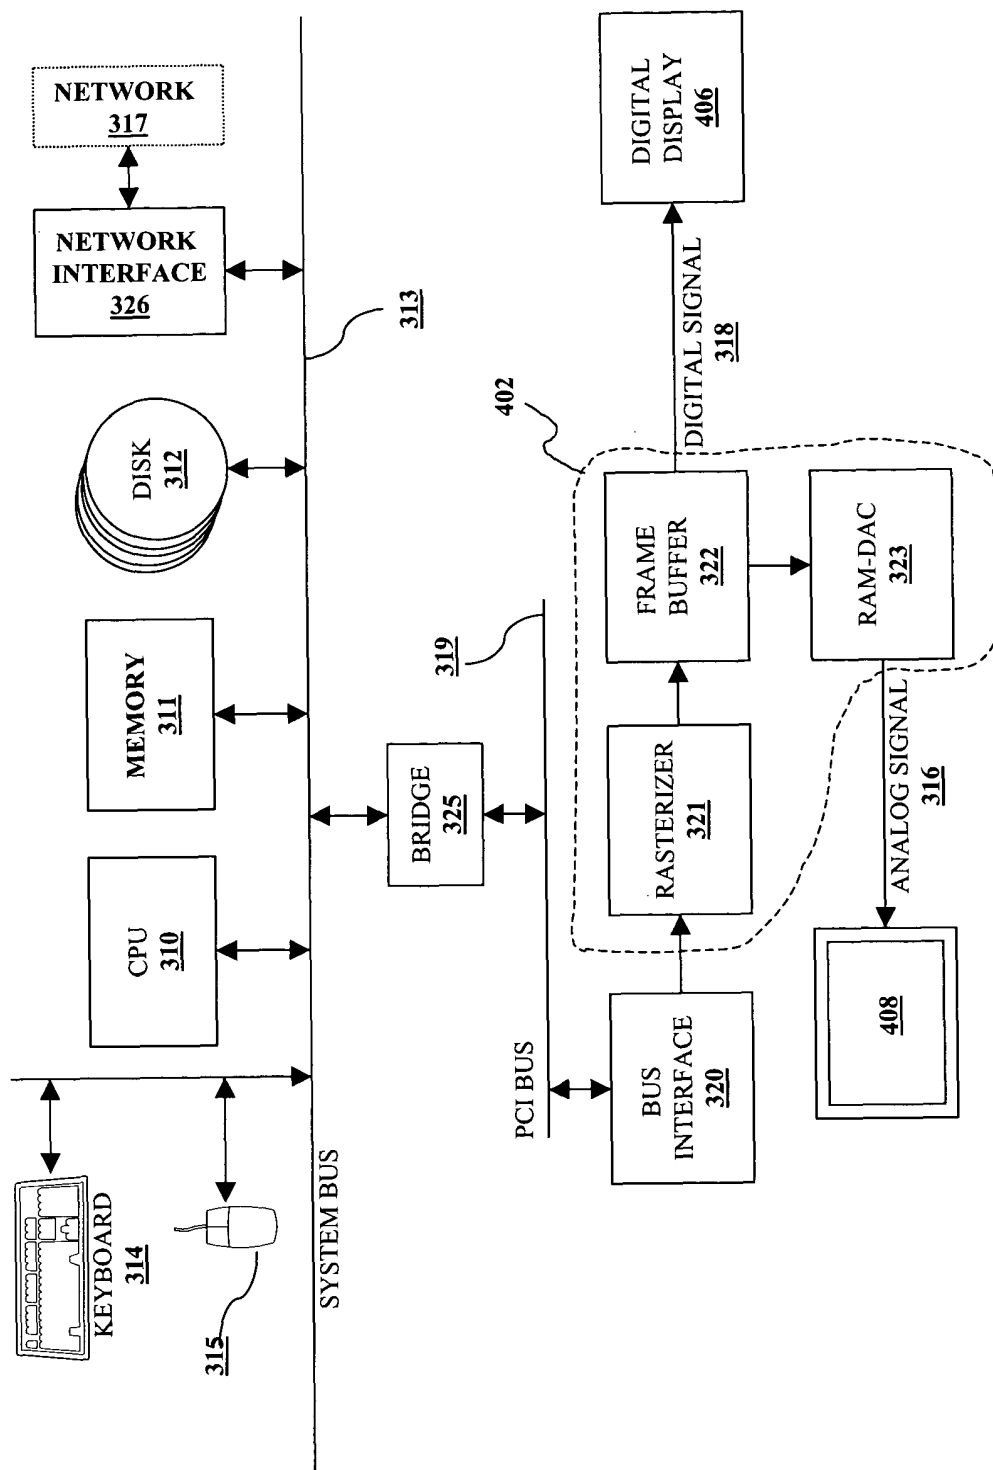 KEYBOARD
314
315
CPU
310
MEMORY
311
DISK
312
NETWORK
INTERFACE
326
NETWORK
317
SYSTEM BUS
313
BRIDGE
325
PCI BUS
319
402
BUS
INTERFACE
320
RASTERIZER
321
FRAME
BUFFER
322
DIGITAL SIGNAL
318
DIGITAL
DISPLAY
406
RAM-DAC
323
ANALOG SIGNAL
316
408